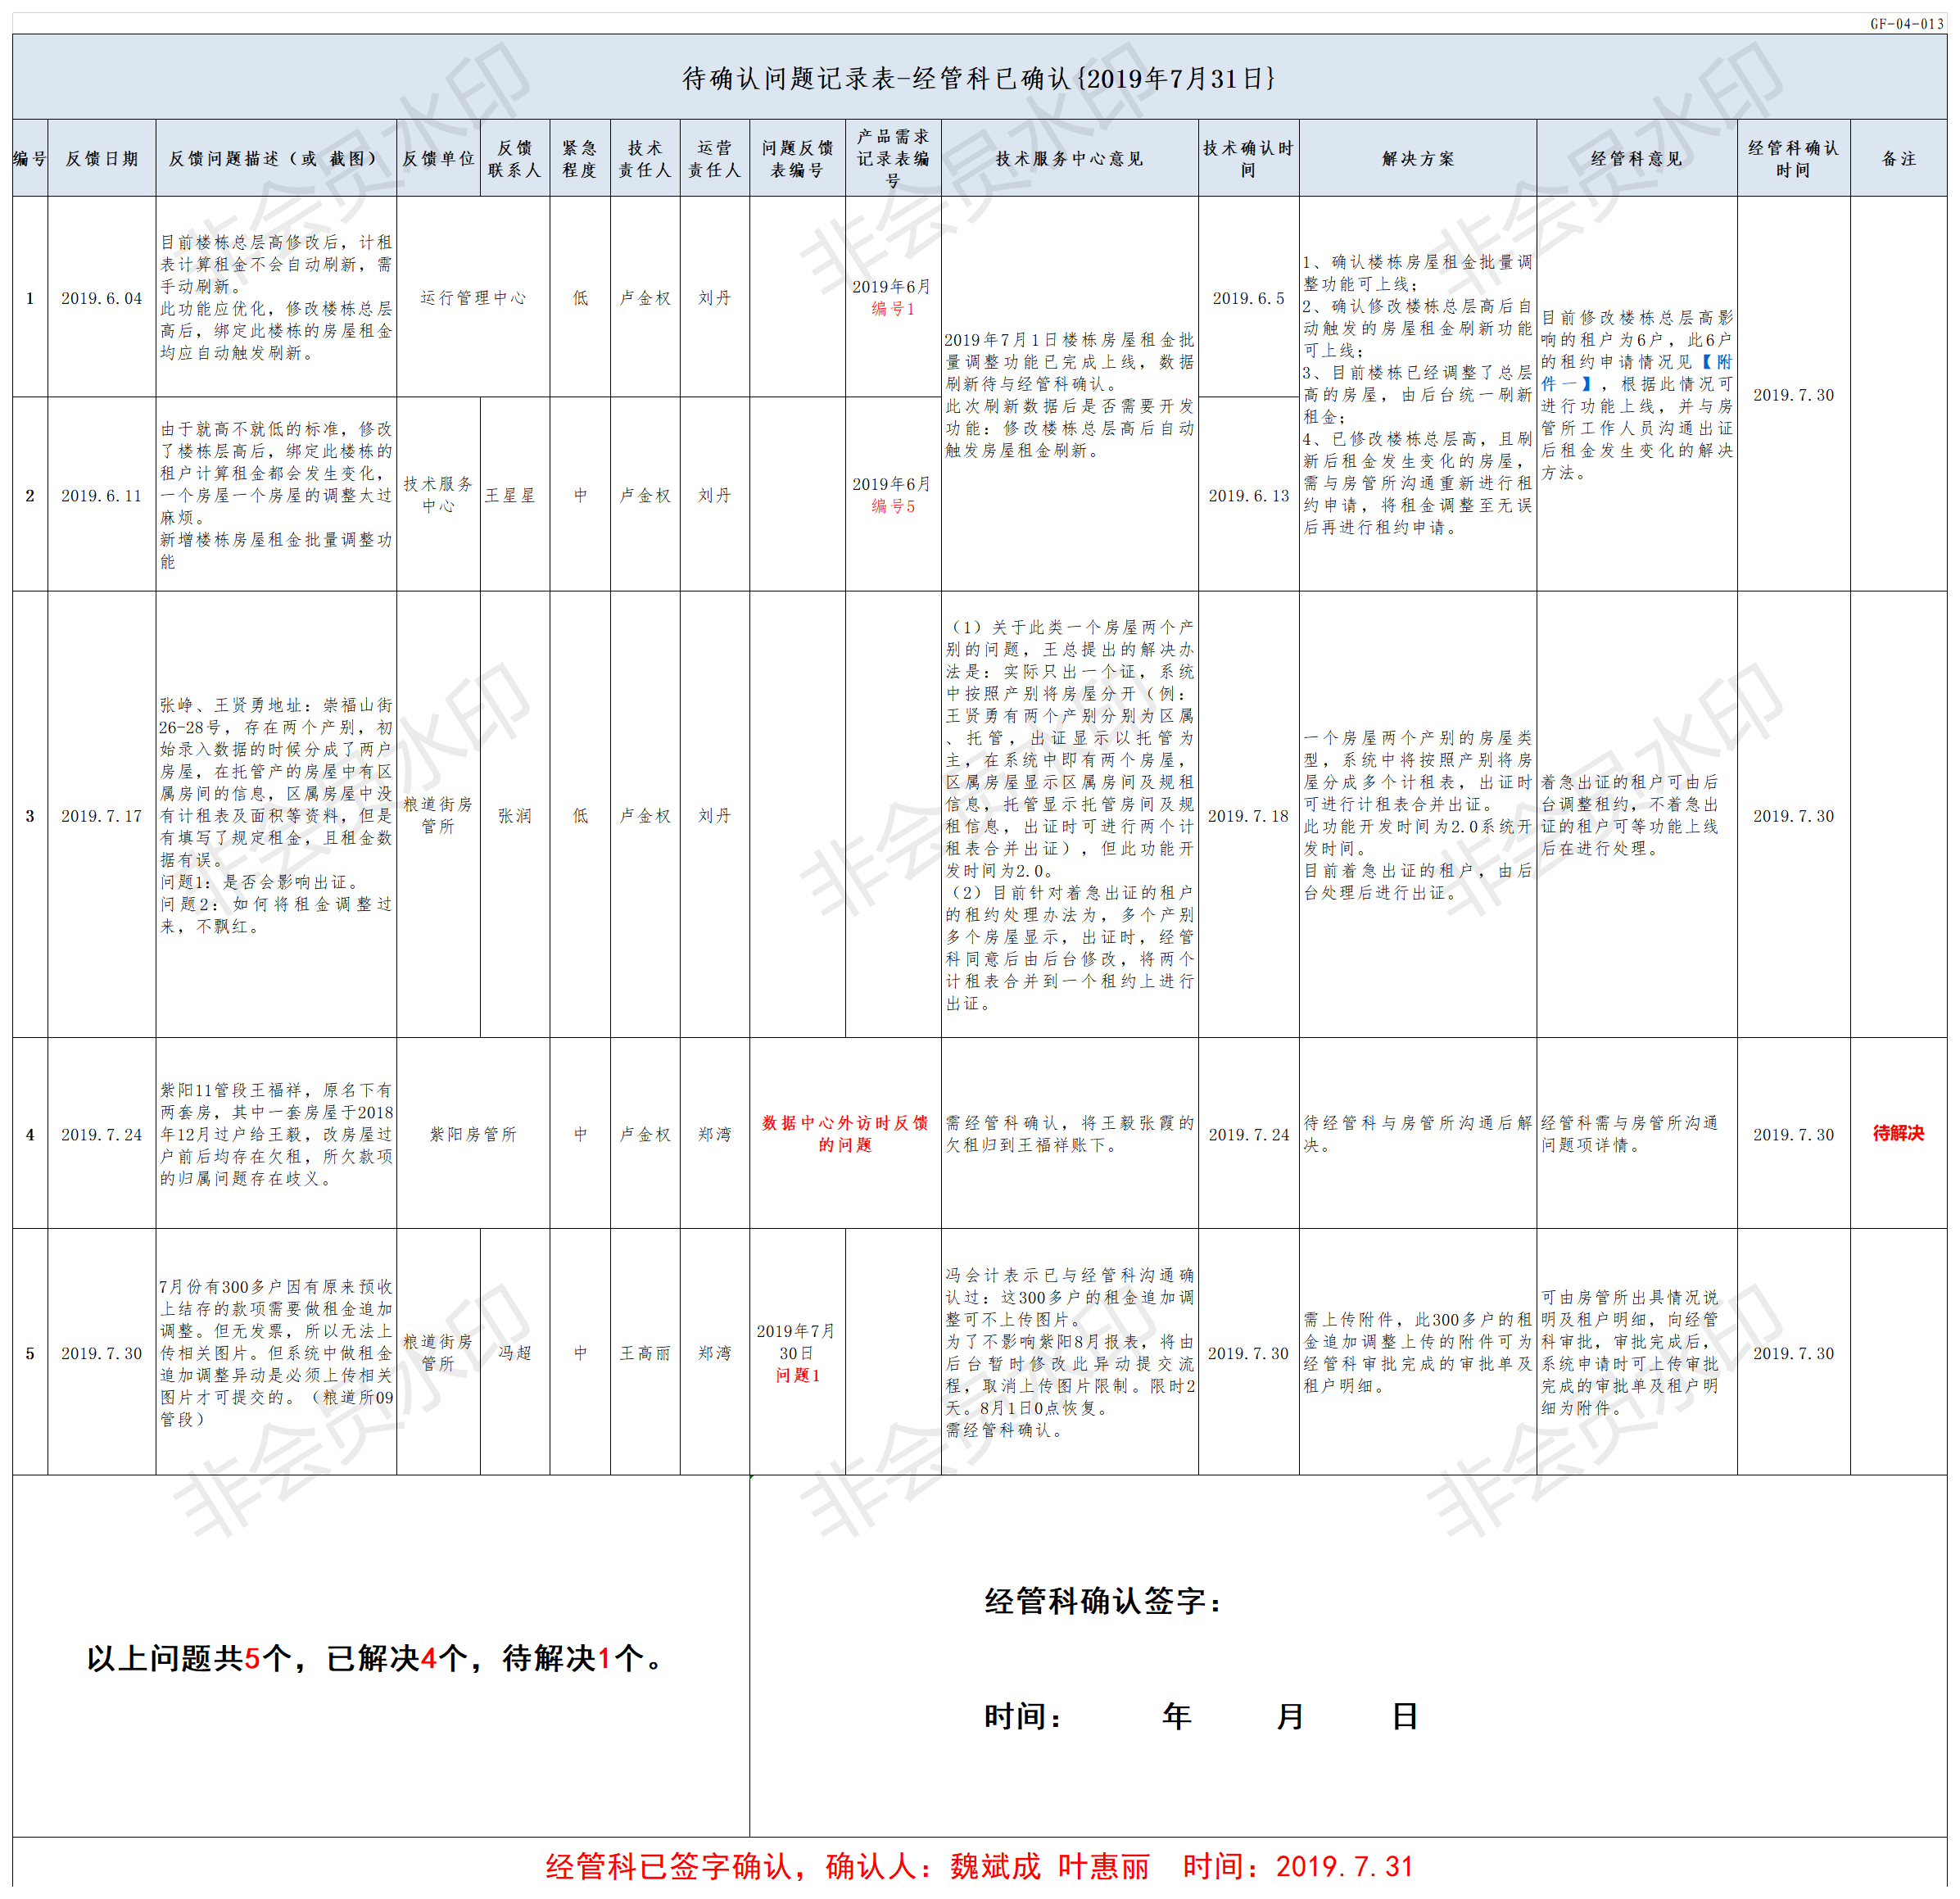 GF-04-013
待确认问题记录表-经管科已确认{2019年7月31日}
编号
反馈日期
反馈问题描述（或 截图）
反馈单位
反馈
联系人
紧急
程度
技术
责任人
运营
责任人
问题反馈
表编号
产品需求
记录表编
号
技术服务中心意见
技术确认时
间
解决方案
经管科意见
经管科确认
时间
备注
1
2019.6.04
目前楼栋总层高修改后，计租
表计算租金不会自动刷新，需
手动刷新。
此功能应优化，修改楼栋总层
高后，绑定此楼栋的房屋租金
均应自动触发刷新。
运行管理中心
低
卢金权
刘丹
2019年6月
编号1
2019年7月1日楼栋房屋租金批
量调整功能已完成上线，数据
刷新待与经管科确认。
此次刷新数据后是否需要开发
功能：修改楼栋总层高后自动
触发房屋租金刷新。
2019.6.5
1、确认楼栋房屋租金批量调
整功能可上线；
2、确认修改楼栋总层高后自
动触发的房屋租金刷新功能
可上线；
3、目前楼栋已经调整了总层
高的房屋，由后台统一刷新
租金；
4、已修改楼栋总层高，且刷
新后租金发生变化的房屋，
需与房管所沟通重新进行租
约申请，将租金调整至无误
后再进行租约申请。
目前修改楼栋总层高影
响的租户为6户，此6户
的租约申请情况见【附
件一】，根据此情况可
进行功能上线，并与房
管所工作人员沟通出证
后租金发生变化的解决
方法。
2019.7.30
2
2019.6.11
由于就高不就低的标准，修改
了楼栋层高后，绑定此楼栋的
租户计算租金都会发生变化，
一个房屋一个房屋的调整太过
麻烦。
新增楼栋房屋租金批量调整功
能
技术服务
中心
王星星
中
卢金权
刘丹
2019年6月
编号5
2019.6.13
3
2019.7.17
张峥、王贤勇地址：崇福山街
26-28号，存在两个产别，初
始录入数据的时候分成了两户
房屋，在托管产的房屋中有区
属房间的信息，区属房屋中没
有计租表及面积等资料，但是
有填写了规定租金，且租金数
据有误。
问题1：是否会影响出证。
问题2：如何将租金调整过
来，不飘红。
粮道街房
管所
张润
低
卢金权
刘丹
（1）关于此类一个房屋两个产
别的问题，王总提出的解决办
法是：实际只出一个证，系统
中按照产别将房屋分开（例：
王贤勇有两个产别分别为区属
、托管，出证显示以托管为
主，在系统中即有两个房屋，
区属房屋显示区属房间及规租
信息，托管显示托管房间及规
租信息，出证时可进行两个计
租表合并出证），但此功能开
发时间为2.0。
（2）目前针对着急出证的租户
的租约处理办法为，多个产别
多个房屋显示，出证时，经管
科同意后由后台修改，将两个
计租表合并到一个租约上进行
出证。
2019.7.18
一个房屋两个产别的房屋类
型，系统中将按照产别将房
屋分成多个计租表，出证时
可进行计租表合并出证。
此功能开发时间为2.0系统开
发时间。
目前着急出证的租户，由后
台处理后进行出证。
着急出证的租户可由后
台调整租约，不着急出
证的租户可等功能上线
后在进行处理。
2019.7.30
4
2019.7.24
紫阳11管段王福祥，原名下有
两套房，其中一套房屋于2018
年12月过户给王毅，改房屋过
户前后均存在欠租，所欠款项
的归属问题存在歧义。
紫阳房管所
中
卢金权
郑湾
数据中心外访时反馈
的问题
需经管科确认，将王毅张霞的
欠租归到王福祥账下。
2019.7.24
待经管科与房管所沟通后解
决。
经管科需与房管所沟通
问题项详情。
2019.7.30
待解决
5
2019.7.30
7月份有300多户因有原来预收
上结存的款项需要做租金追加
调整。但无发票，所以无法上
传相关图片。但系统中做租金
追加调整异动是必须上传相关
图片才可提交的。（粮道所09
管段）
粮道街房
管所
冯超
中
王高丽
郑湾
2019年7月
30日
问题1
冯会计表示已与经管科沟通确
认过：这300多户的租金追加调
整可不上传图片。
为了不影响紫阳8月报表，将由
后台暂时修改此异动提交流
程，取消上传图片限制。限时2
天。8月1日0点恢复。
需经管科确认。
2019.7.30
需上传附件，此300多户的租
金追加调整上传的附件可为
经管科审批完成的审批单及
租户明细。
可由房管所出具情况说
明及租户明细，向经管
科审批，审批完成后，
系统申请时可上传审批
完成的审批单及租户明
细为附件。
2019.7.30
以上问题共5个，已解决4个，待解决1个。
经管科确认签字：
时间： 年 月 日
经管科已签字确认，确认人：魏斌成 叶惠丽 时间：2019.7.31
非会员水印
非会员水印
非会员水印
非会员水印
非会员水印
非会员水印
非会员水印
非会员水印
非会员水印